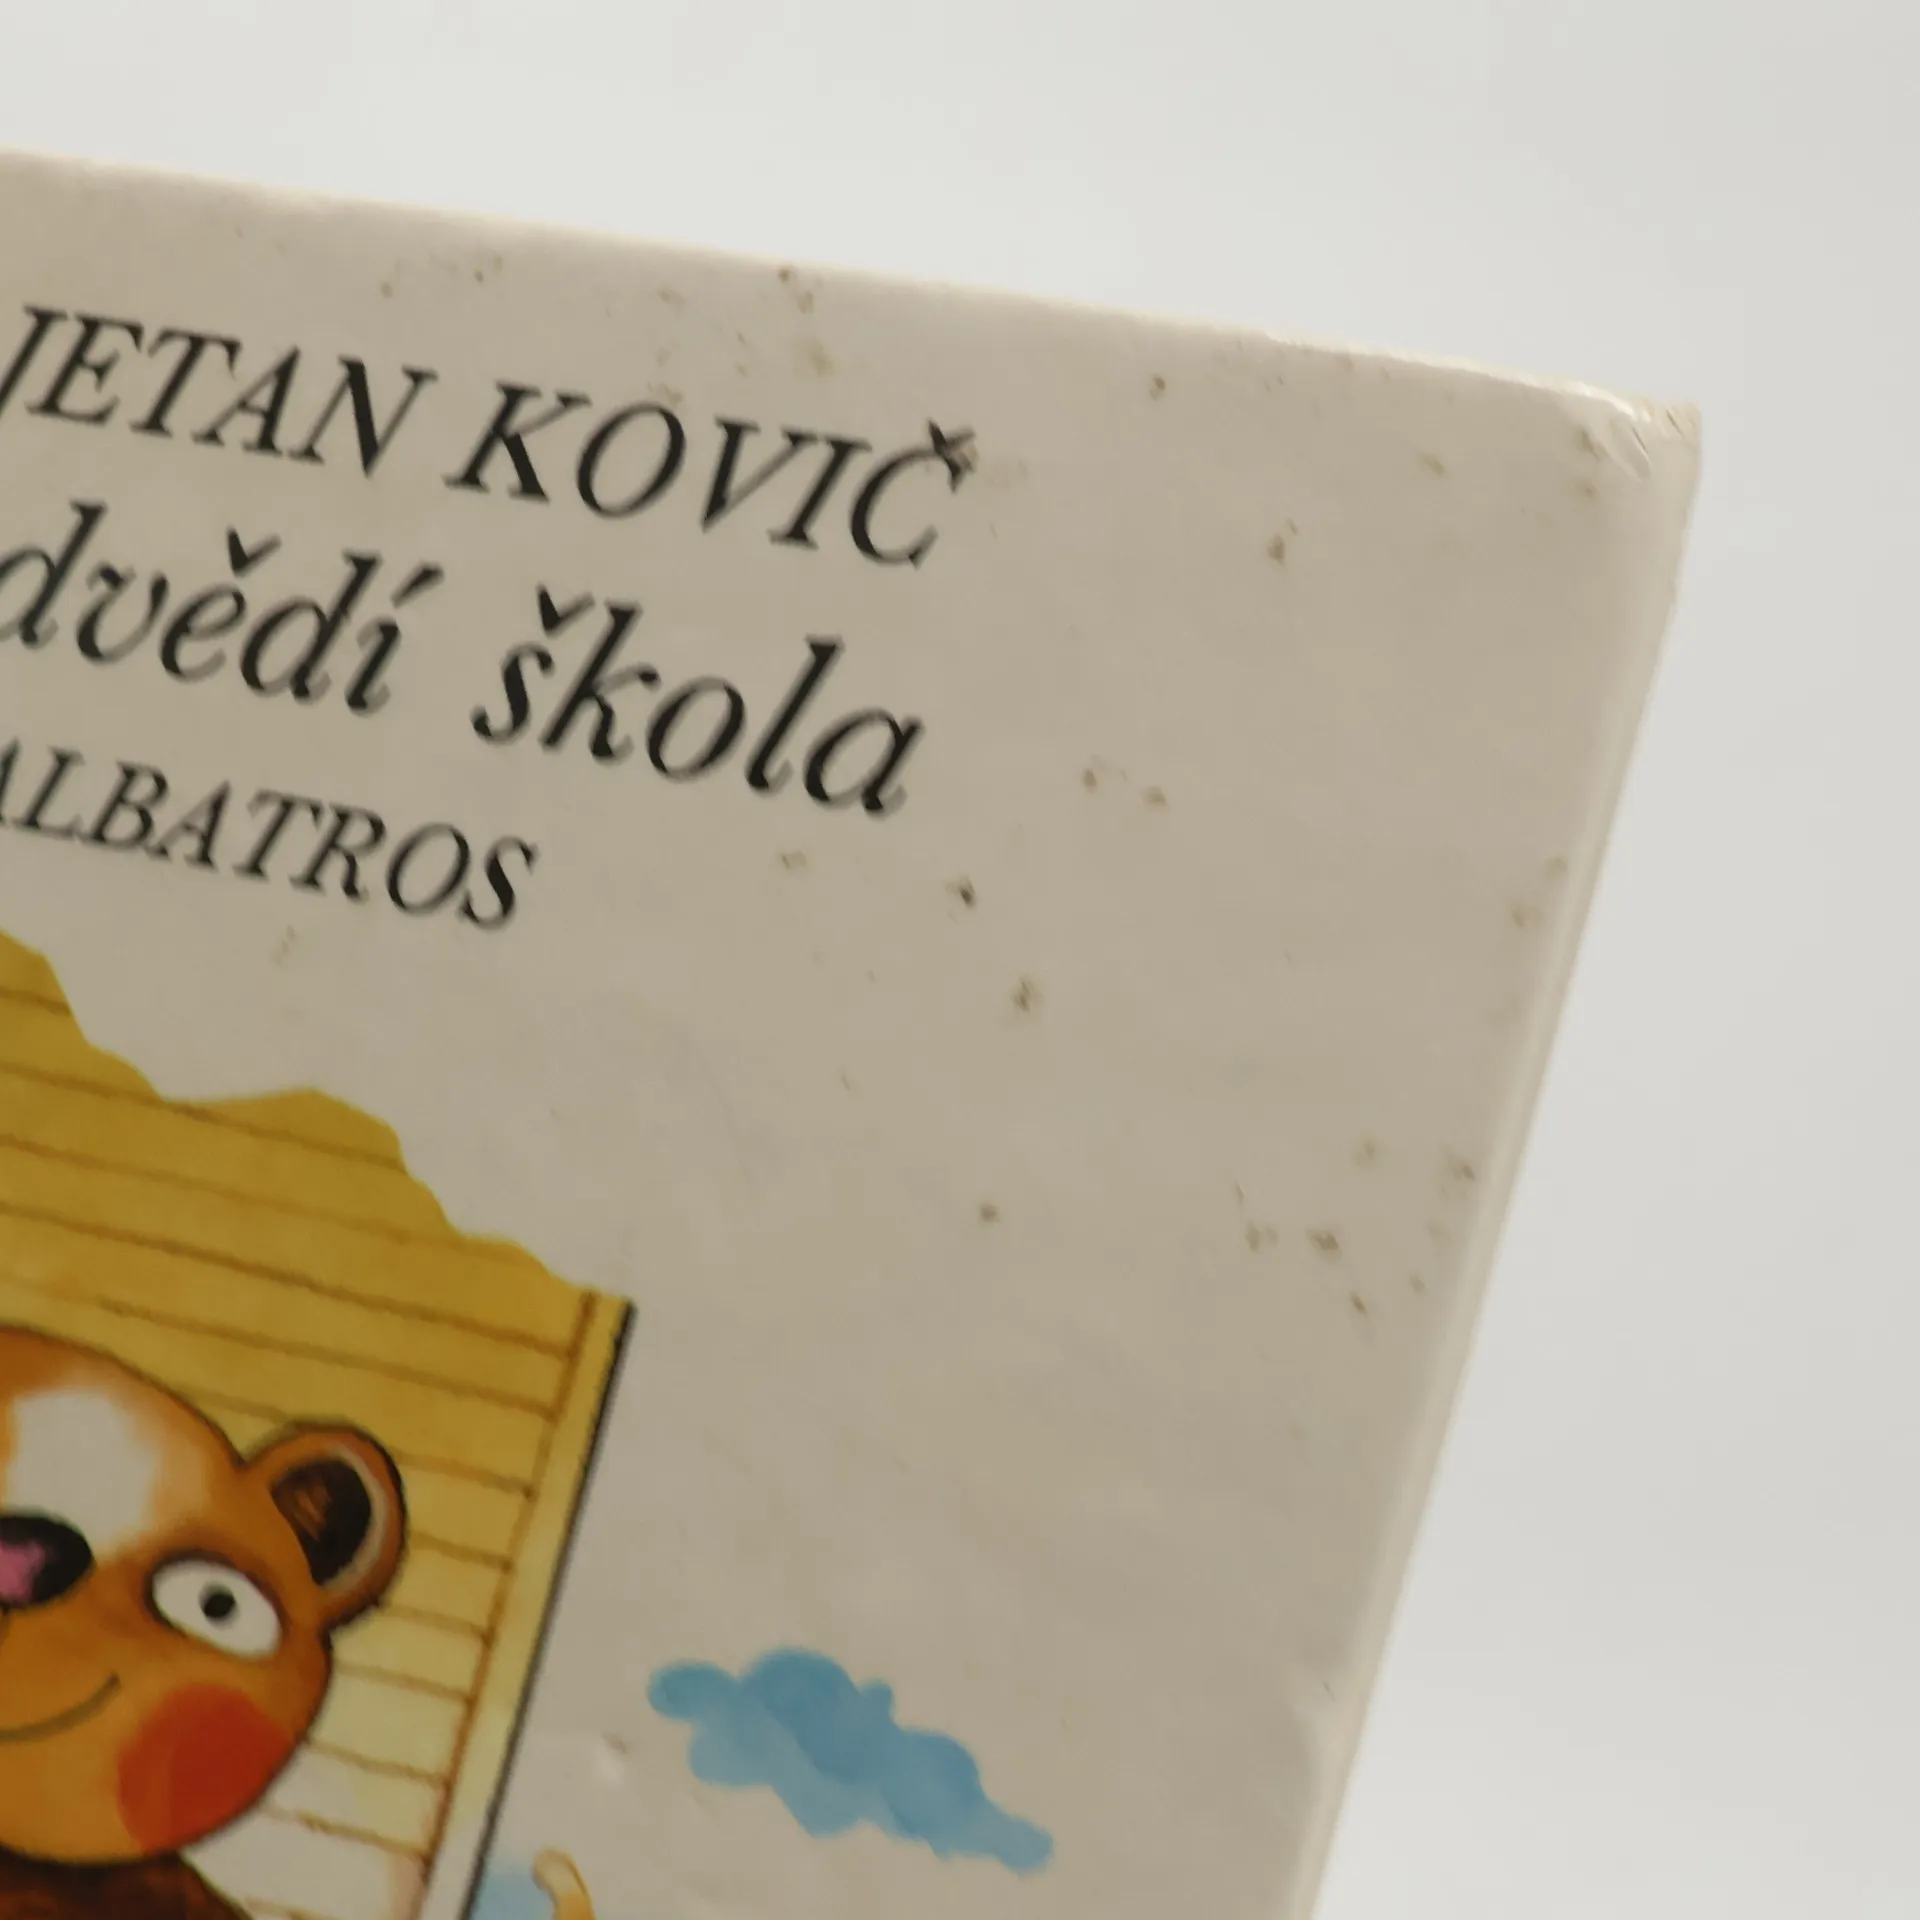 JETAN KOVIČ
dvědí škola
ALBATROS